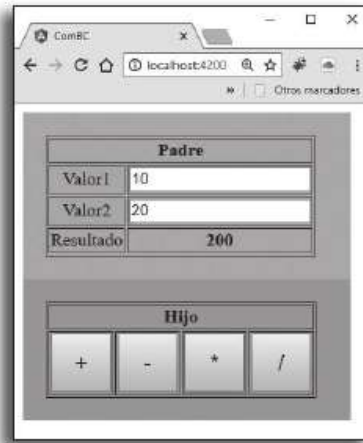 ComBC
localhost:4200
» Otros marcadores
Padre
Valor1 10
Valor2 20
Resultado 200
Hijo
+ - * /